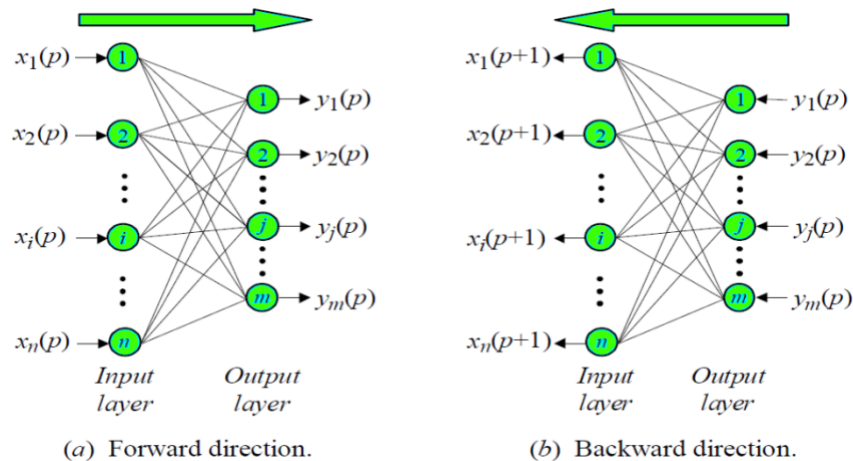 x₁(p)
1
1
y₁(p)
x₂(p)
2
2
y₂(p)
xᵢ(p)
i
j
yⱼ(p)
m
yₘ(p)
xₙ(p)
n
Input layer
Output layer
(a) Forward direction.
x₁(p+1)
1
1
y₁(p)
x₂(p+1)
2
2
y₂(p)
xᵢ(p+1)
i
j
yⱼ(p)
m
yₘ(p)
xₙ(p+1)
n
Input layer
Output layer
(b) Backward direction.